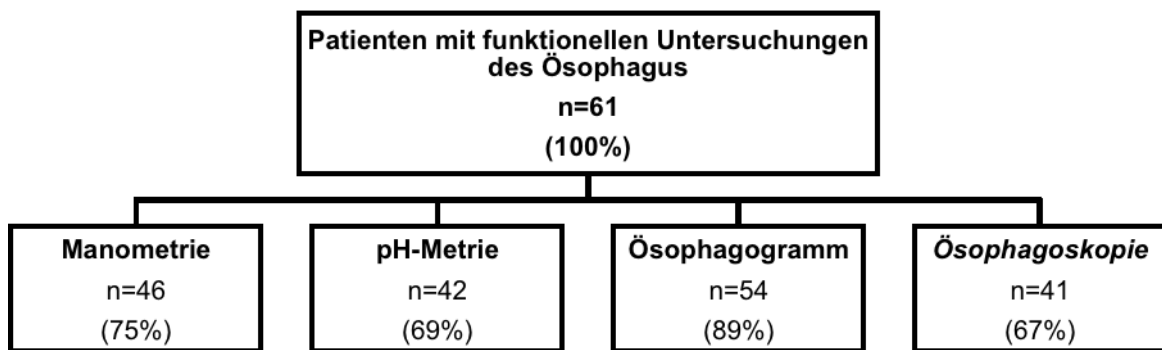 Patienten mit funktionellen Untersuchungen
des Ösophagus
n=61
(100%)
Manometrie
n=46
(75%)
pH-Metrie
n=42
(69%)
Ösophagogramm
n=54
(89%)
Ösophagoskopie
n=41
(67%)